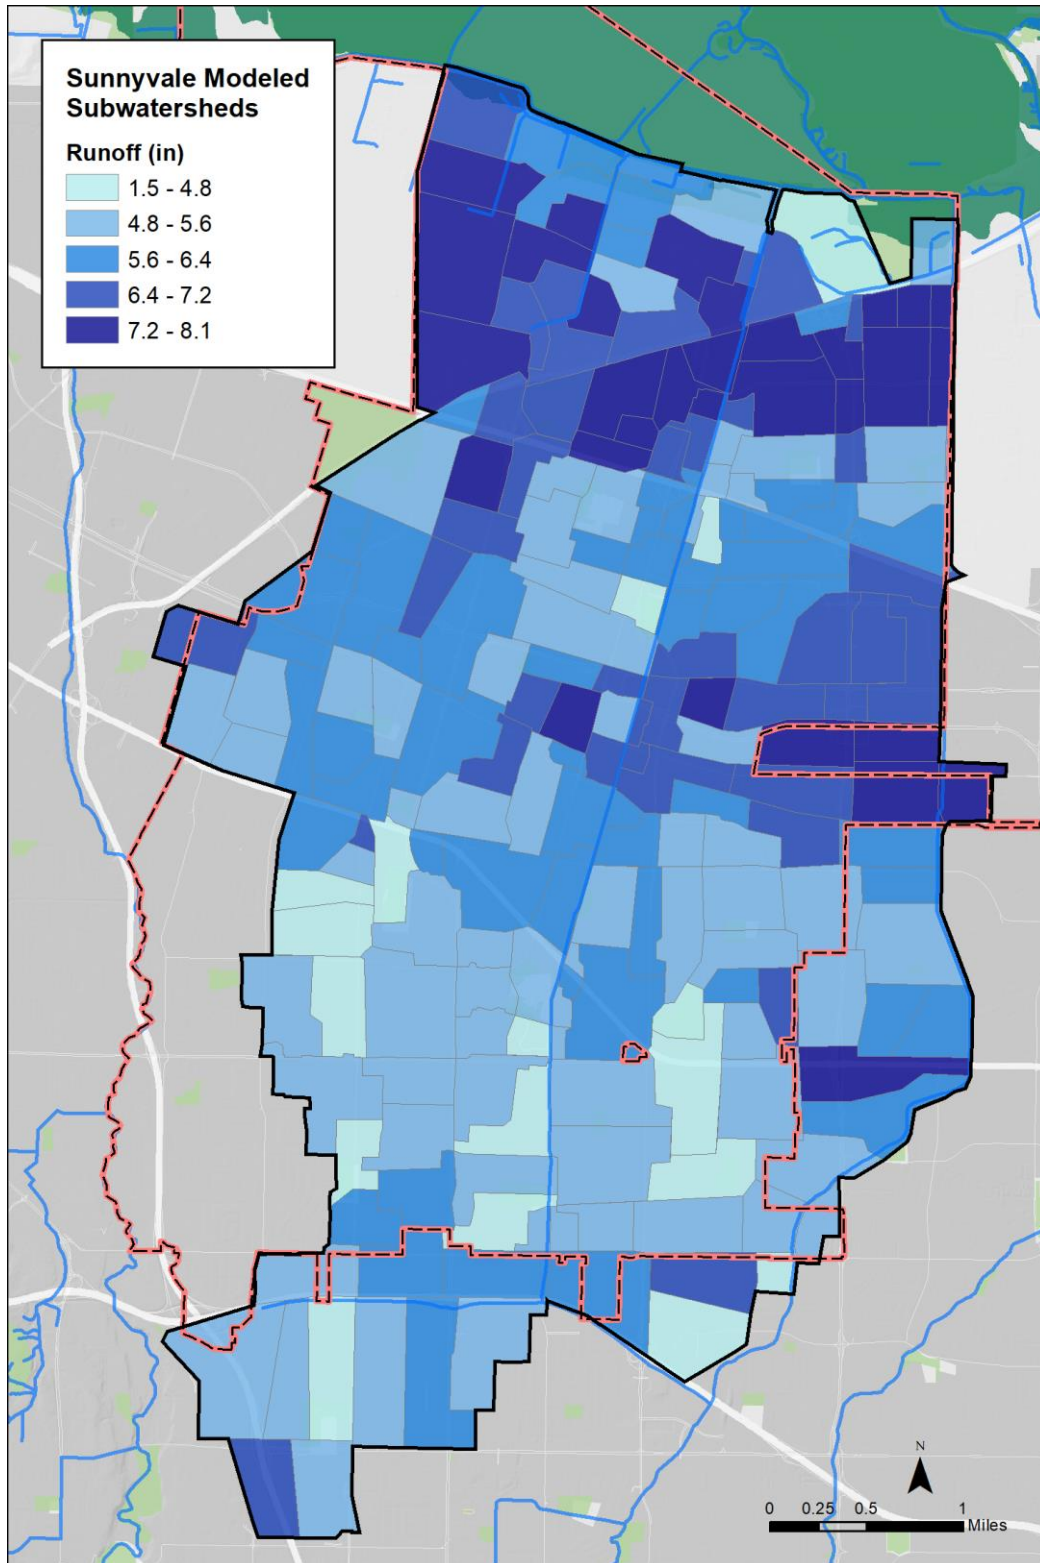 Sunnyvale Modeled
Subwatersheds
Runoff (in)
1.5 - 4.8
4.8 - 5.6
5.6 - 6.4
6.4 - 7.2
7.2 - 8.1
N
0 0.25 0.5 1
Miles